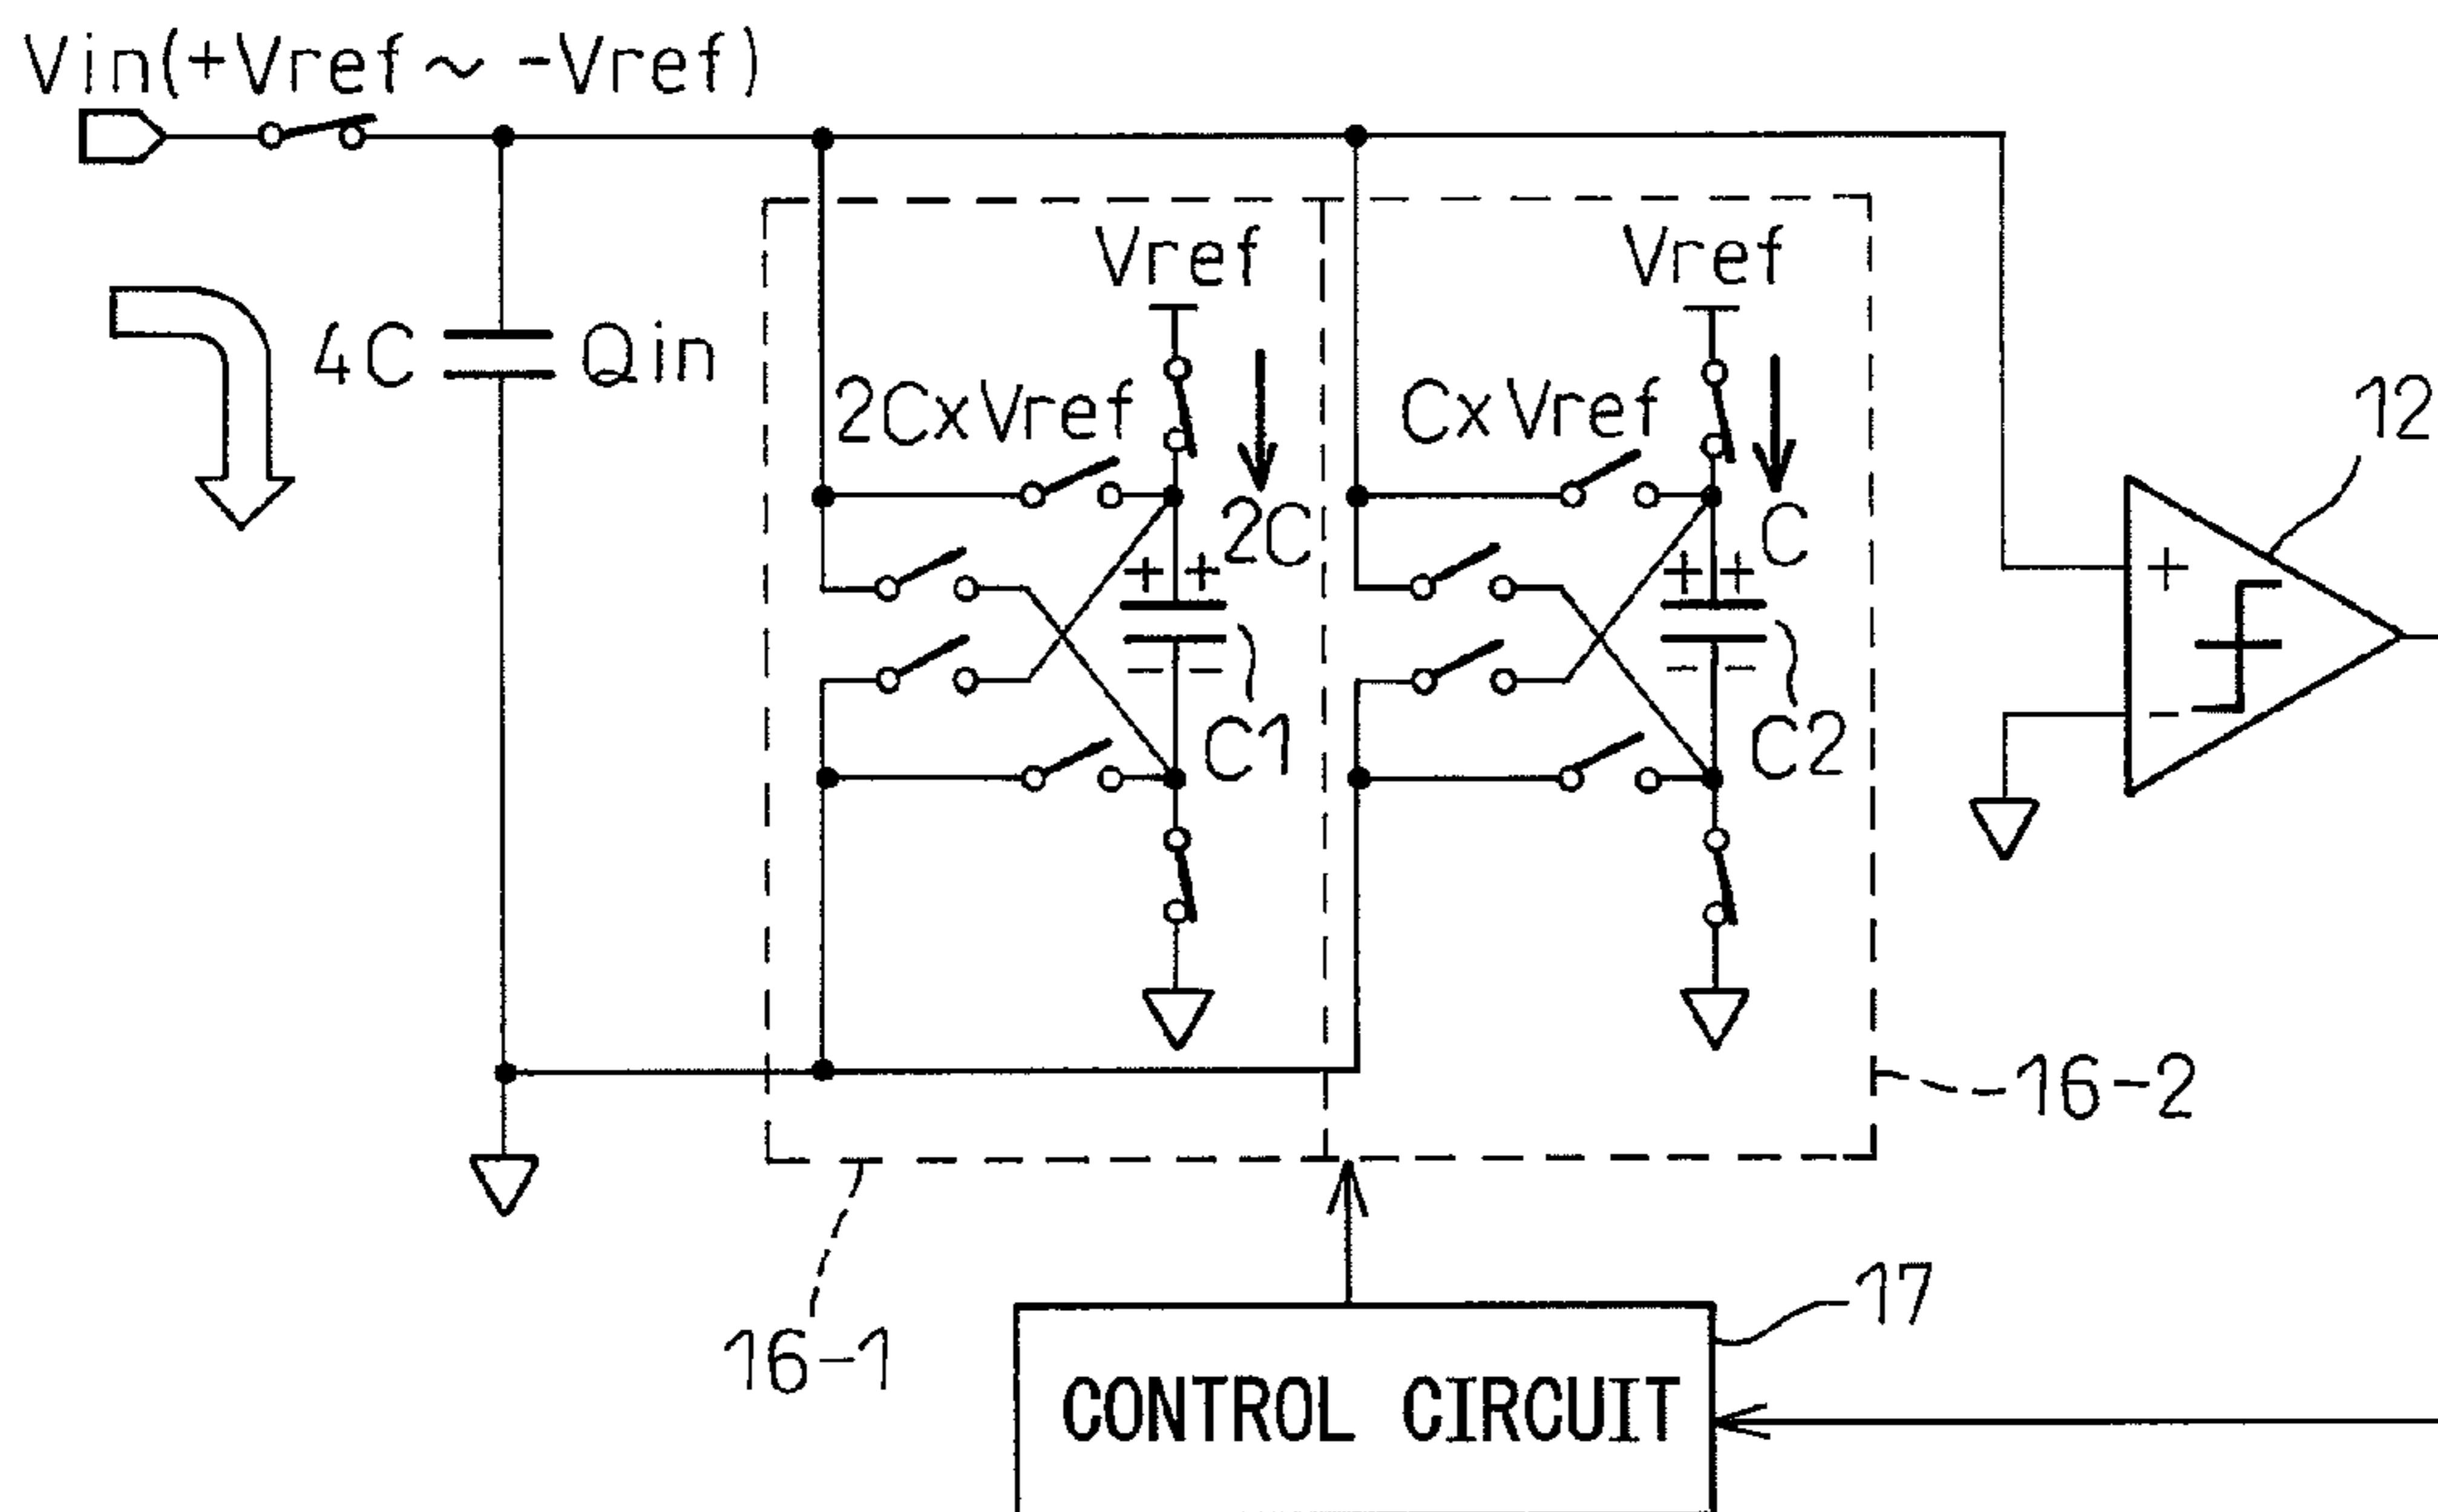 Vin(+Vref ~ -Vref)
Vref
Vref
4C
Qin
2CxVref
CxVref
12
2C
C
+ +
+ +
+
- -
- -
-
C1
C2
16-2
16-1
17
CONTROL CIRCUIT